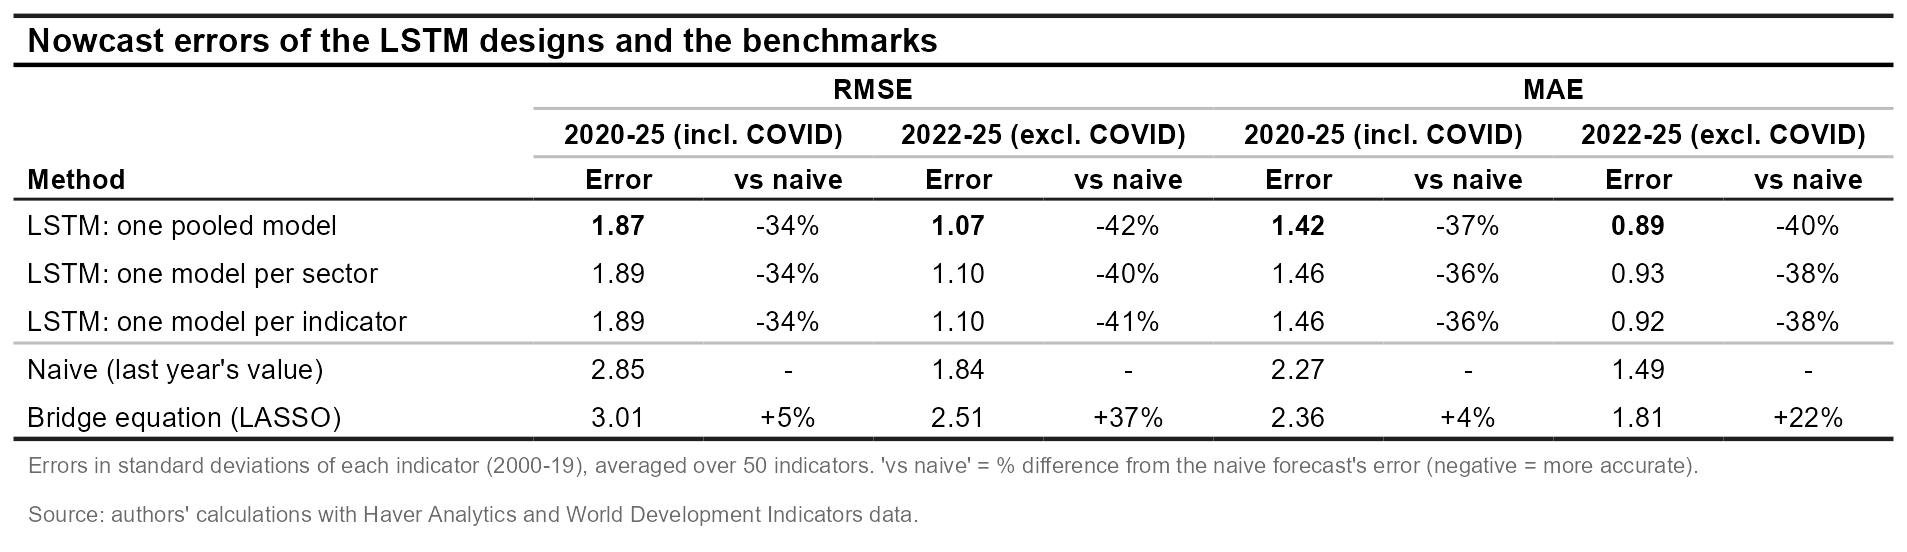 Nowcast errors of the LSTM designs and the benchmarks
RMSE MAE
2020-25 (incl. COVID) 2022-25 (excl. COVID) 2020-25 (incl. COVID) 2022-25 (excl. COVID)
Method Error vs naive Error vs naive Error vs naive Error vs naive
LSTM: one pooled model 1.87 -34% 1.07 -42% 1.42 -37% 0.89 -40%
LSTM: one model per sector 1.89 -34% 1.10 -40% 1.46 -36% 0.93 -38%
LSTM: one model per indicator 1.89 -34% 1.10 -41% 1.46 -36% 0.92 -38%
Naive (last year's value) 2.85 - 1.84 - 2.27 - 1.49 -
Bridge equation (LASSO) 3.01 +5% 2.51 +37% 2.36 +4% 1.81 +22%
Errors in standard deviations of each indicator (2000-19), averaged over 50 indicators. 'vs naive' = % difference from the naive forecast's error (negative = more accurate).
Source: authors' calculations with Haver Analytics and World Development Indicators data.